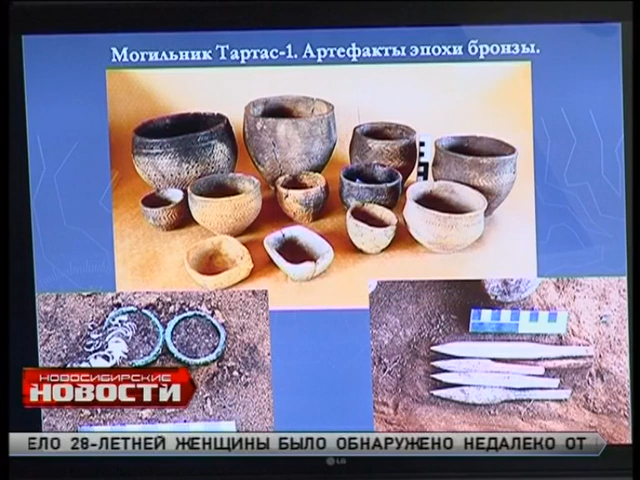 Могильник Тартас-1. Артефакты эпохи бронзы.
НОВОСИБИРСКИЕ
НОВОСТИ
ЕЛО 28-ЛЕТНЕЙ ЖЕНЩИНЫ БЫЛО ОБНАРУЖЕНО НЕДАЛЕКО ОТ
LG